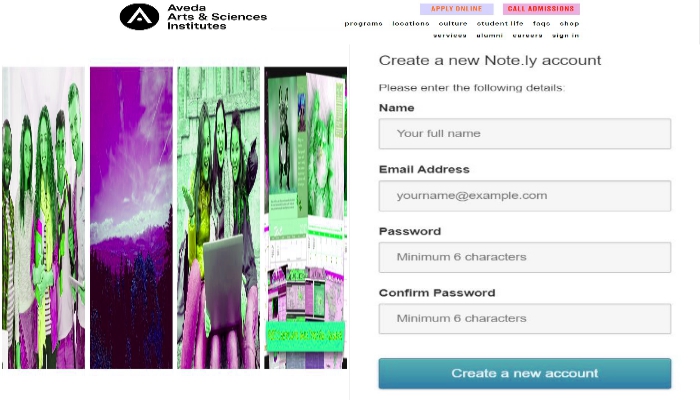 Aveda
Arts & Sciences
Institutes
APPLY ONLINE
CALL ADMISSIONS
programs locations culture student life faqs shop
services alumni careers sign in
Create a new Note.ly account
Please enter the following details:
Name
Your full name
Email Address
yourname@example.com
Password
Minimum 6 characters
Confirm Password
Minimum 6 characters
Create a new account